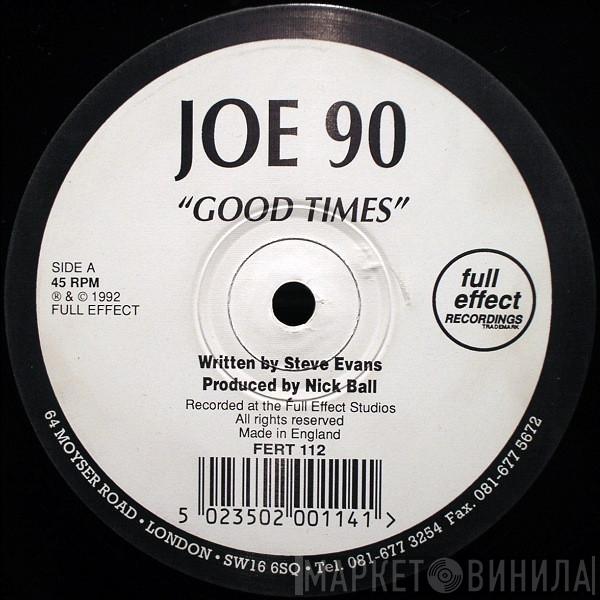 JOE 90
"GOOD TIMES"
SIDE A
45 RPM
℗ & © 1992
FULL EFFECT
full
effect
RECORDINGS
TRADEMARK
Written by Steve Evans
Produced by Nick Ball
Recorded at the Full Effect Studios
All rights reserved
Made in England
FERT 112
5 023502 001141 >
64 MOYSER ROAD • LONDON • SW16 6SQ • Tel. 081-677 3254 Fax. 081-677 5672
МАРКЕТ ВИНИЛА